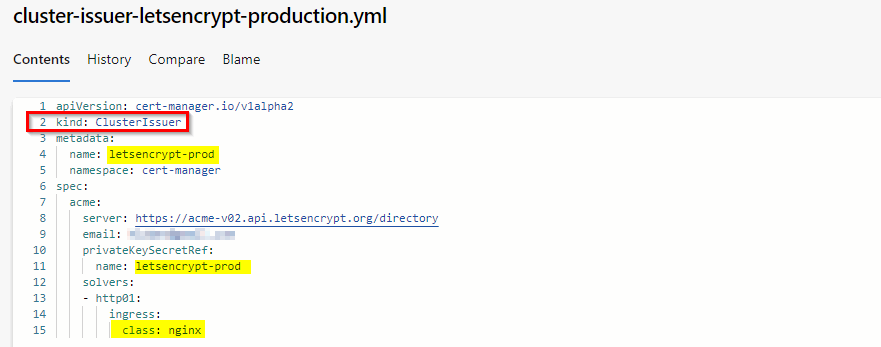 cluster-issuer-letsencrypt-production.yml
Contents History Compare Blame
1 apiVersion: cert-manager.io/v1alpha2
2 kind: ClusterIssuer
3 metadata:
4   name: letsencrypt-prod
5   namespace: cert-manager
6 spec:
7   acme:
8     server: https://acme-v02.api.letsencrypt.org/directory
9     email:
10     privateKeySecretRef:
11       name: letsencrypt-prod
12     solvers:
13     - http01:
14         ingress:
15           class: nginx